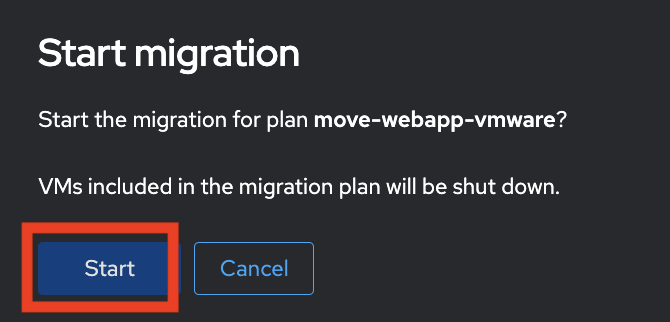 Start migration
Start the migration for plan move-webapp-vmware?
VMs included in the migration plan will be shut down.
Start
Cancel